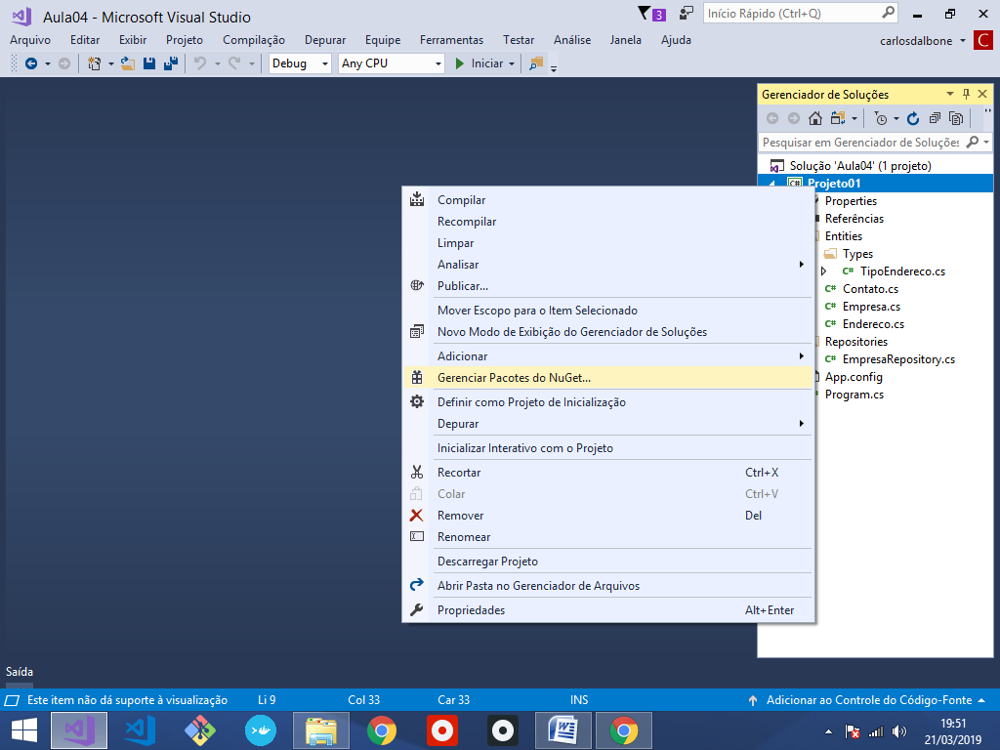 Aula04 - Microsoft Visual Studio
3
Início Rápido (Ctrl+Q)
Arquivo Editar Exibir Projeto Compilação Depurar Equipe Ferramentas Testar Análise Janela Ajuda
carlosdalbone C
Debug Any CPU Iniciar
Gerenciador de Soluções
Pesquisar em Gerenciador de Soluções
Solução 'Aula04' (1 projeto)
C# Projeto01
Properties
Referências
Entities
Types
C# TipoEndereco.cs
C# Contato.cs
C# Empresa.cs
C# Endereco.cs
Repositories
C# EmpresaRepository.cs
App.config
Program.cs
Compilar
Recompilar
Limpar
Analisar
Publicar...
Mover Escopo para o Item Selecionado
Novo Modo de Exibição do Gerenciador de Soluções
Adicionar
Gerenciar Pacotes do NuGet...
Definir como Projeto de Inicialização
Depurar
Inicializar Interativo com o Projeto
Recortar Ctrl+X
Colar Ctrl+V
Remover Del
Renomear
Descarregar Projeto
Abrir Pasta no Gerenciador de Arquivos
Propriedades Alt+Enter
Saída
Este item não dá suporte à visualização Li 9 Col 33 Car 33 INS Adicionar ao Controle do Código-Fonte
19:51
21/03/2019